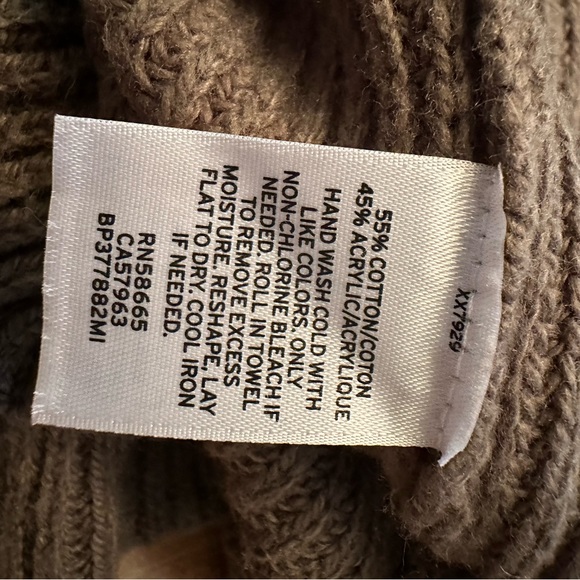 XX7929
55% COTTON/COTON
45% ACRYLIC/ACRYLIQUE
HAND WASH COLD WITH
LIKE COLORS, ONLY
NON-CHLORINE BLEACH IF
NEEDED. ROLL IN TOWEL
TO REMOVE EXCESS
MOISTURE. RESHAPE, LAY
FLAT TO DRY. COOL IRON
IF NEEDED.
RN58665
CA57963
BP377882MI